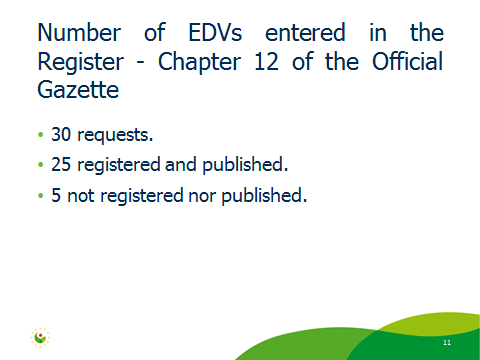 Number of EDVs entered in the
Register - Chapter 12 of the Official
Gazette
• 30 requests.
• 25 registered and published.
• 5 not registered nor published.
11